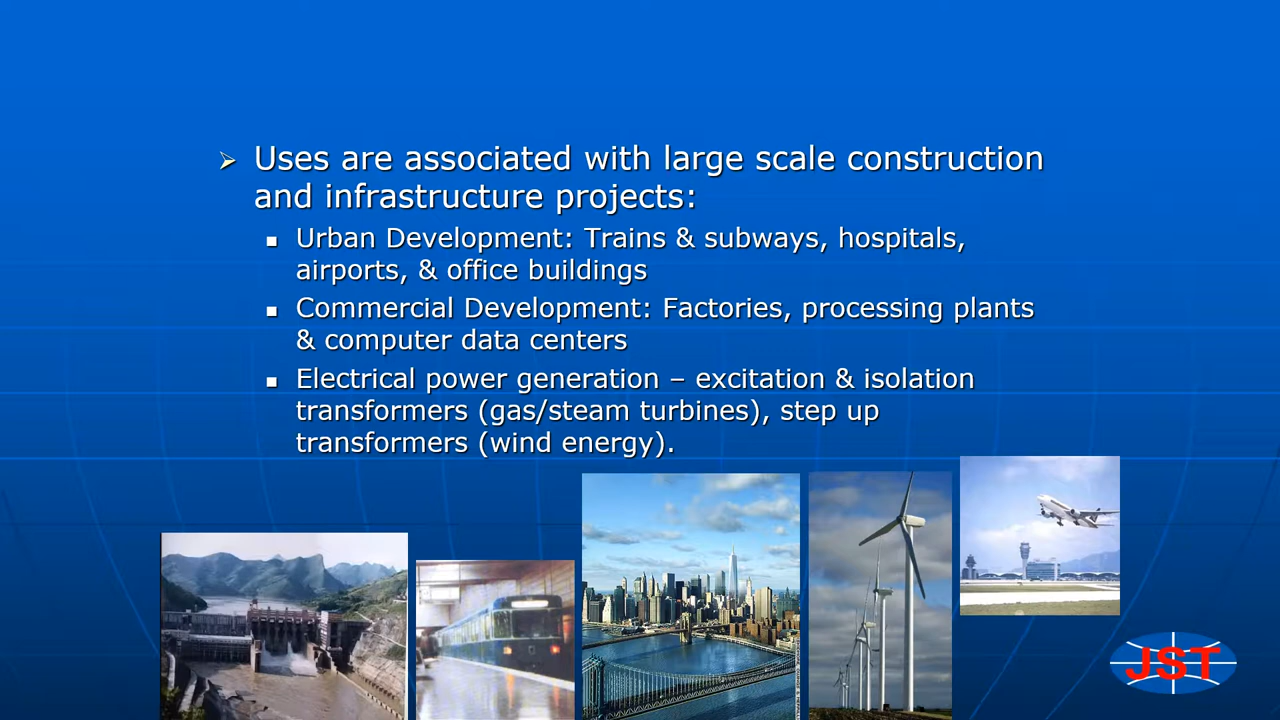 Uses are associated with large scale construction
and infrastructure projects:
Urban Development: Trains & subways, hospitals,
airports, & office buildings
Commercial Development: Factories, processing plants
& computer data centers
Electrical power generation – excitation & isolation
transformers (gas/steam turbines), step up
transformers (wind energy).
JST